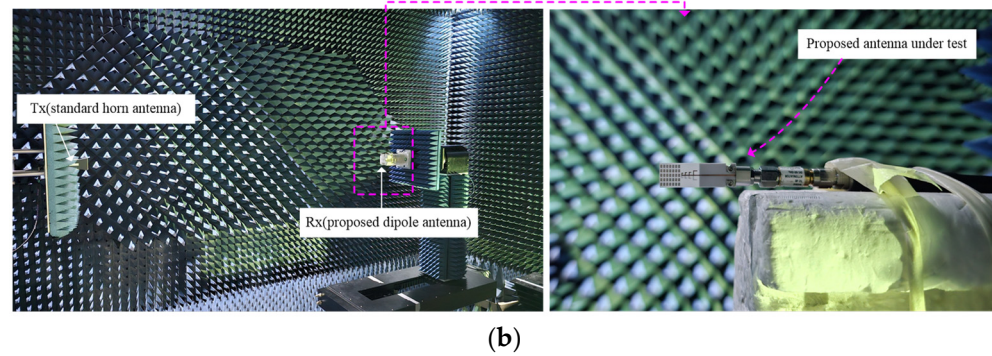 Tx(standard horn antenna)
Rx(proposed dipole antenna)
Proposed antenna under test
(b)